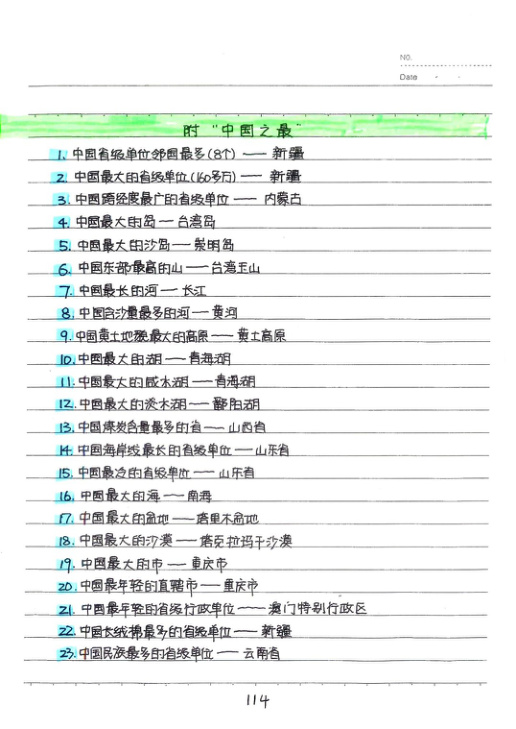 NO.
Date - -
附 "中国之最"
1. 中国省级单位邻国最多(8个) —— 新疆
2. 中国最大的省级单位(160多万) —— 新疆
3. 中国跨经度最广的省级单位 —— 内蒙古
4. 中国最大的岛 — 台湾岛
5. 中国最大的沙岛 —— 崇明岛
6. 中国东部最高的山 —— 台湾玉山
7. 中国最长的河 —— 长江
8. 中国含沙量最多的河 —— 黄河
9. 中国黄土地貌最大的高原 —— 黄土高原
10. 中国最大的湖 —— 青海湖
11. 中国最大的咸水湖 —— 青海湖
12. 中国最大的淡水湖 —— 鄱阳湖
13. 中国煤炭含量最多的省 —— 山西省
14. 中国海岸线最长的省级单位 —— 山东省
15. 中国最冷的省级单位 —— 山东省
16. 中国最大的海 —— 南海
17. 中国最大的盆地 —— 塔里木盆地
18. 中国最大的沙漠 —— 塔克拉玛干沙漠
19. 中国最大的市 —— 重庆市
20. 中国最年轻的直辖市 —— 重庆市
21. 中国最年轻的省级行政单位 —— 澳门特别行政区
22. 中国长绒棉最多的省级单位 —— 新疆
23. 中国民族最多的省级单位 —— 云南省
114